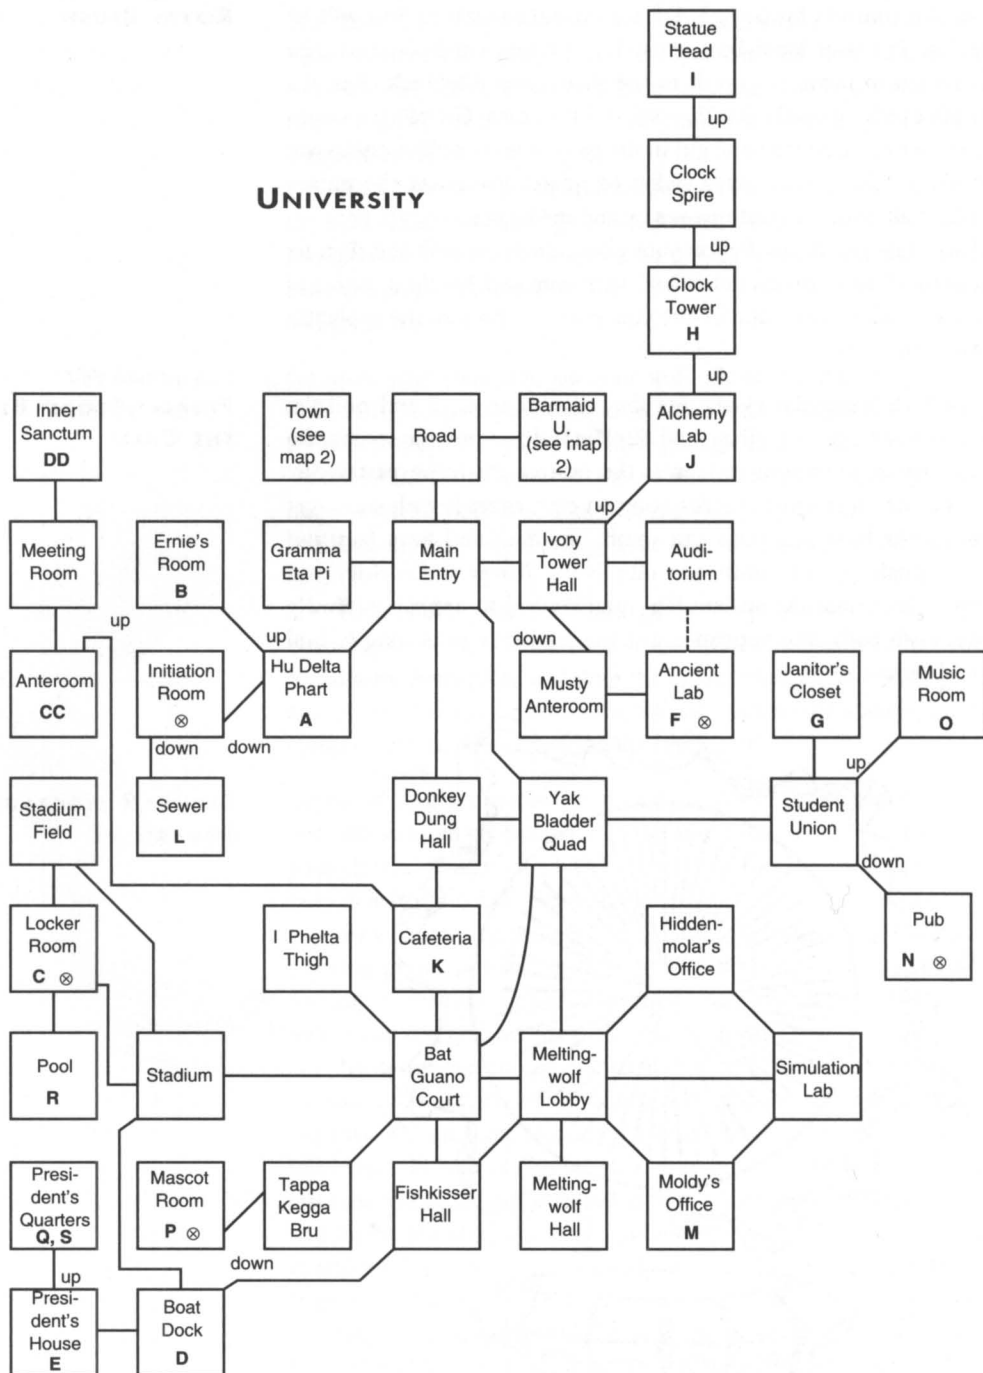 Statue
Head
I
up
Clock
Spire
UNIVERSITY
up
Clock
Tower
H
up
Inner
Sanctum
DD
Town
(see
map 2)
Road
Barmaid
U.
(see map
2)
Alchemy
Lab
J
up
Meeting
Room
Ernie's
Room
B
Gramma
Eta Pi
Main
Entry
Ivory
Tower
Hall
Audi-
torium
up
up
down
Anteroom
CC
Initiation
Room
⊗
Hu Delta
Phart
A
Musty
Anteroom
Ancient
Lab
F ⊗
Janitor's
Closet
G
Music
Room
O
down
down
up
Stadium
Field
Sewer
L
Donkey
Dung
Hall
Yak
Bladder
Quad
Student
Union
down
Locker
Room
C ⊗
I Phelta
Thigh
Cafeteria
K
Hidden-
molar's
Office
Pub
N ⊗
Pool
R
Stadium
Bat
Guano
Court
Melting-
wolf
Lobby
Simulation
Lab
Presi-
dent's
Quarters
Q, S
Mascot
Room
P ⊗
Tappa
Kegga
Bru
Fishkisser
Hall
Melting-
wolf
Hall
Moldy's
Office
M
up
down
Presi-
dent's
House
E
Boat
Dock
D